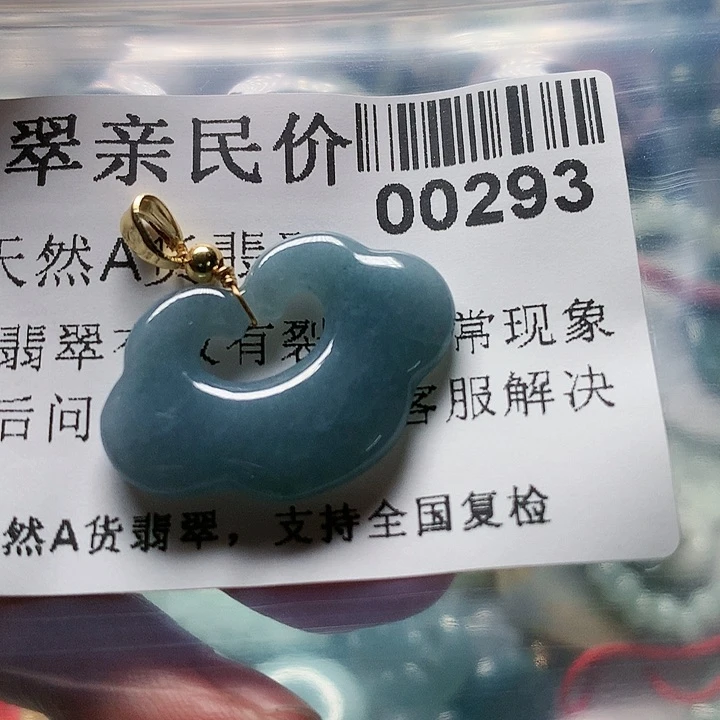 翠亲民价
00293
天然A货翡
翡翠 有裂 常现象
后问 客服解决
然A货翡翠，支持全国复检